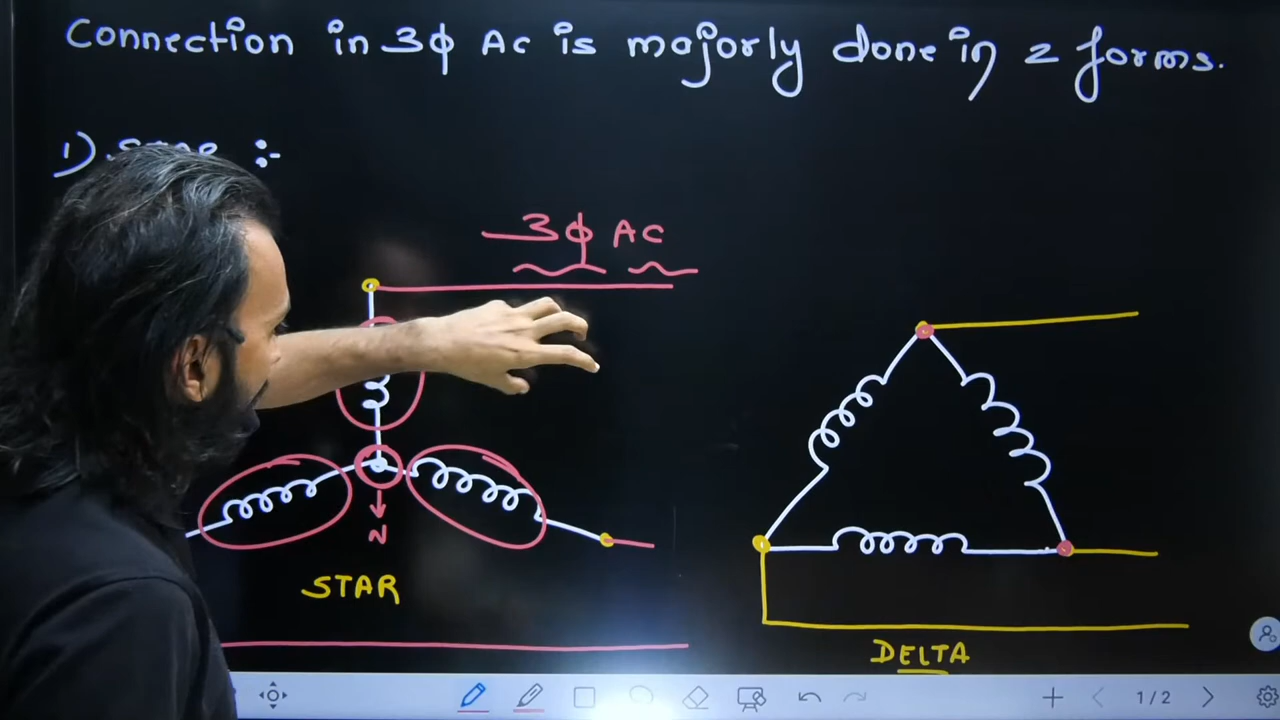 Connection in 3ϕ Ac is majorly done in 2 forms.
1) :-
3ϕ Ac
N
STAR
DELTA
1/2